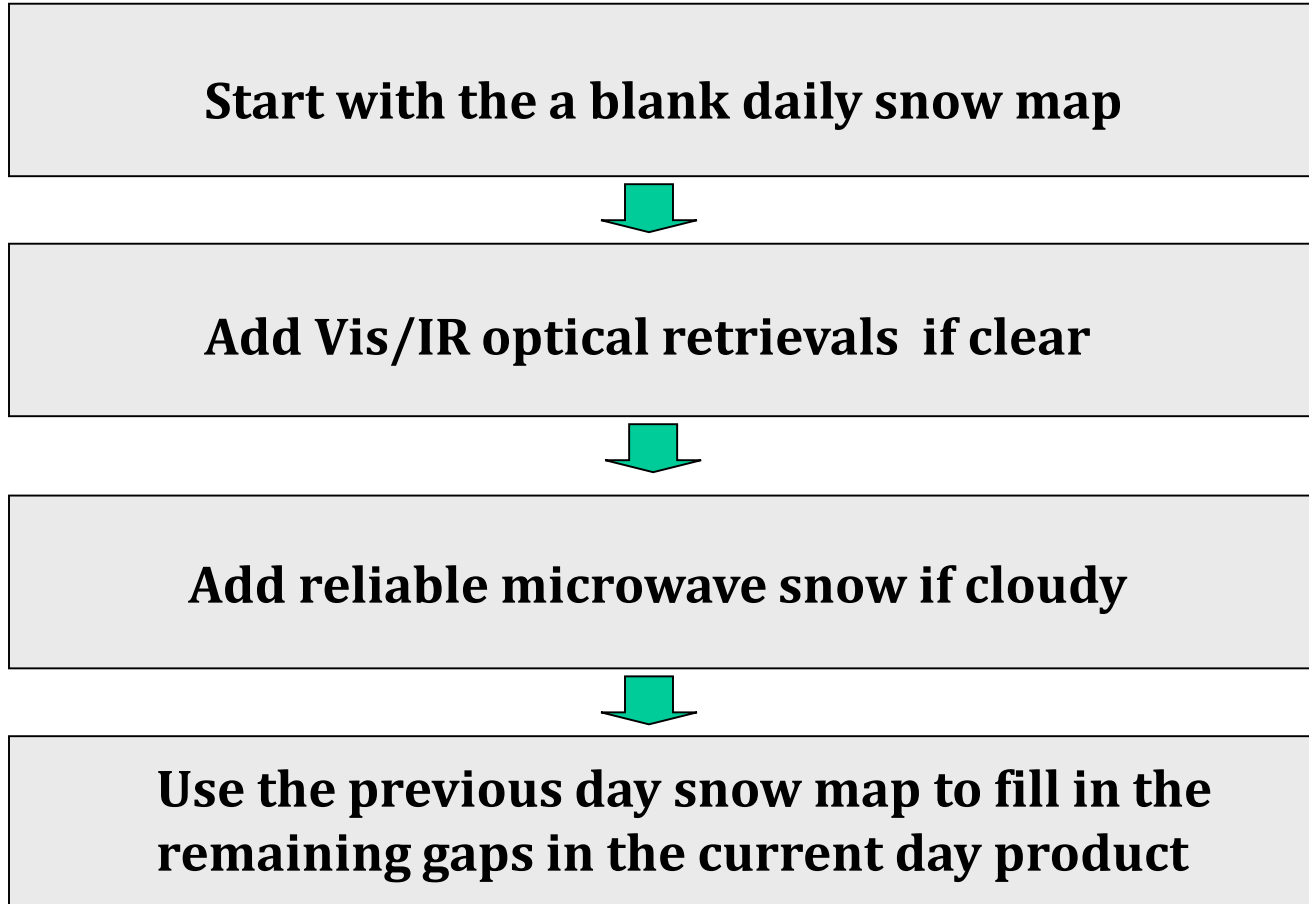 Start with the a blank daily snow map
Add Vis/IR optical retrievals  if clear
Add reliable microwave snow if cloudy
Use the previous day snow map to fill in the
remaining gaps in the current day product